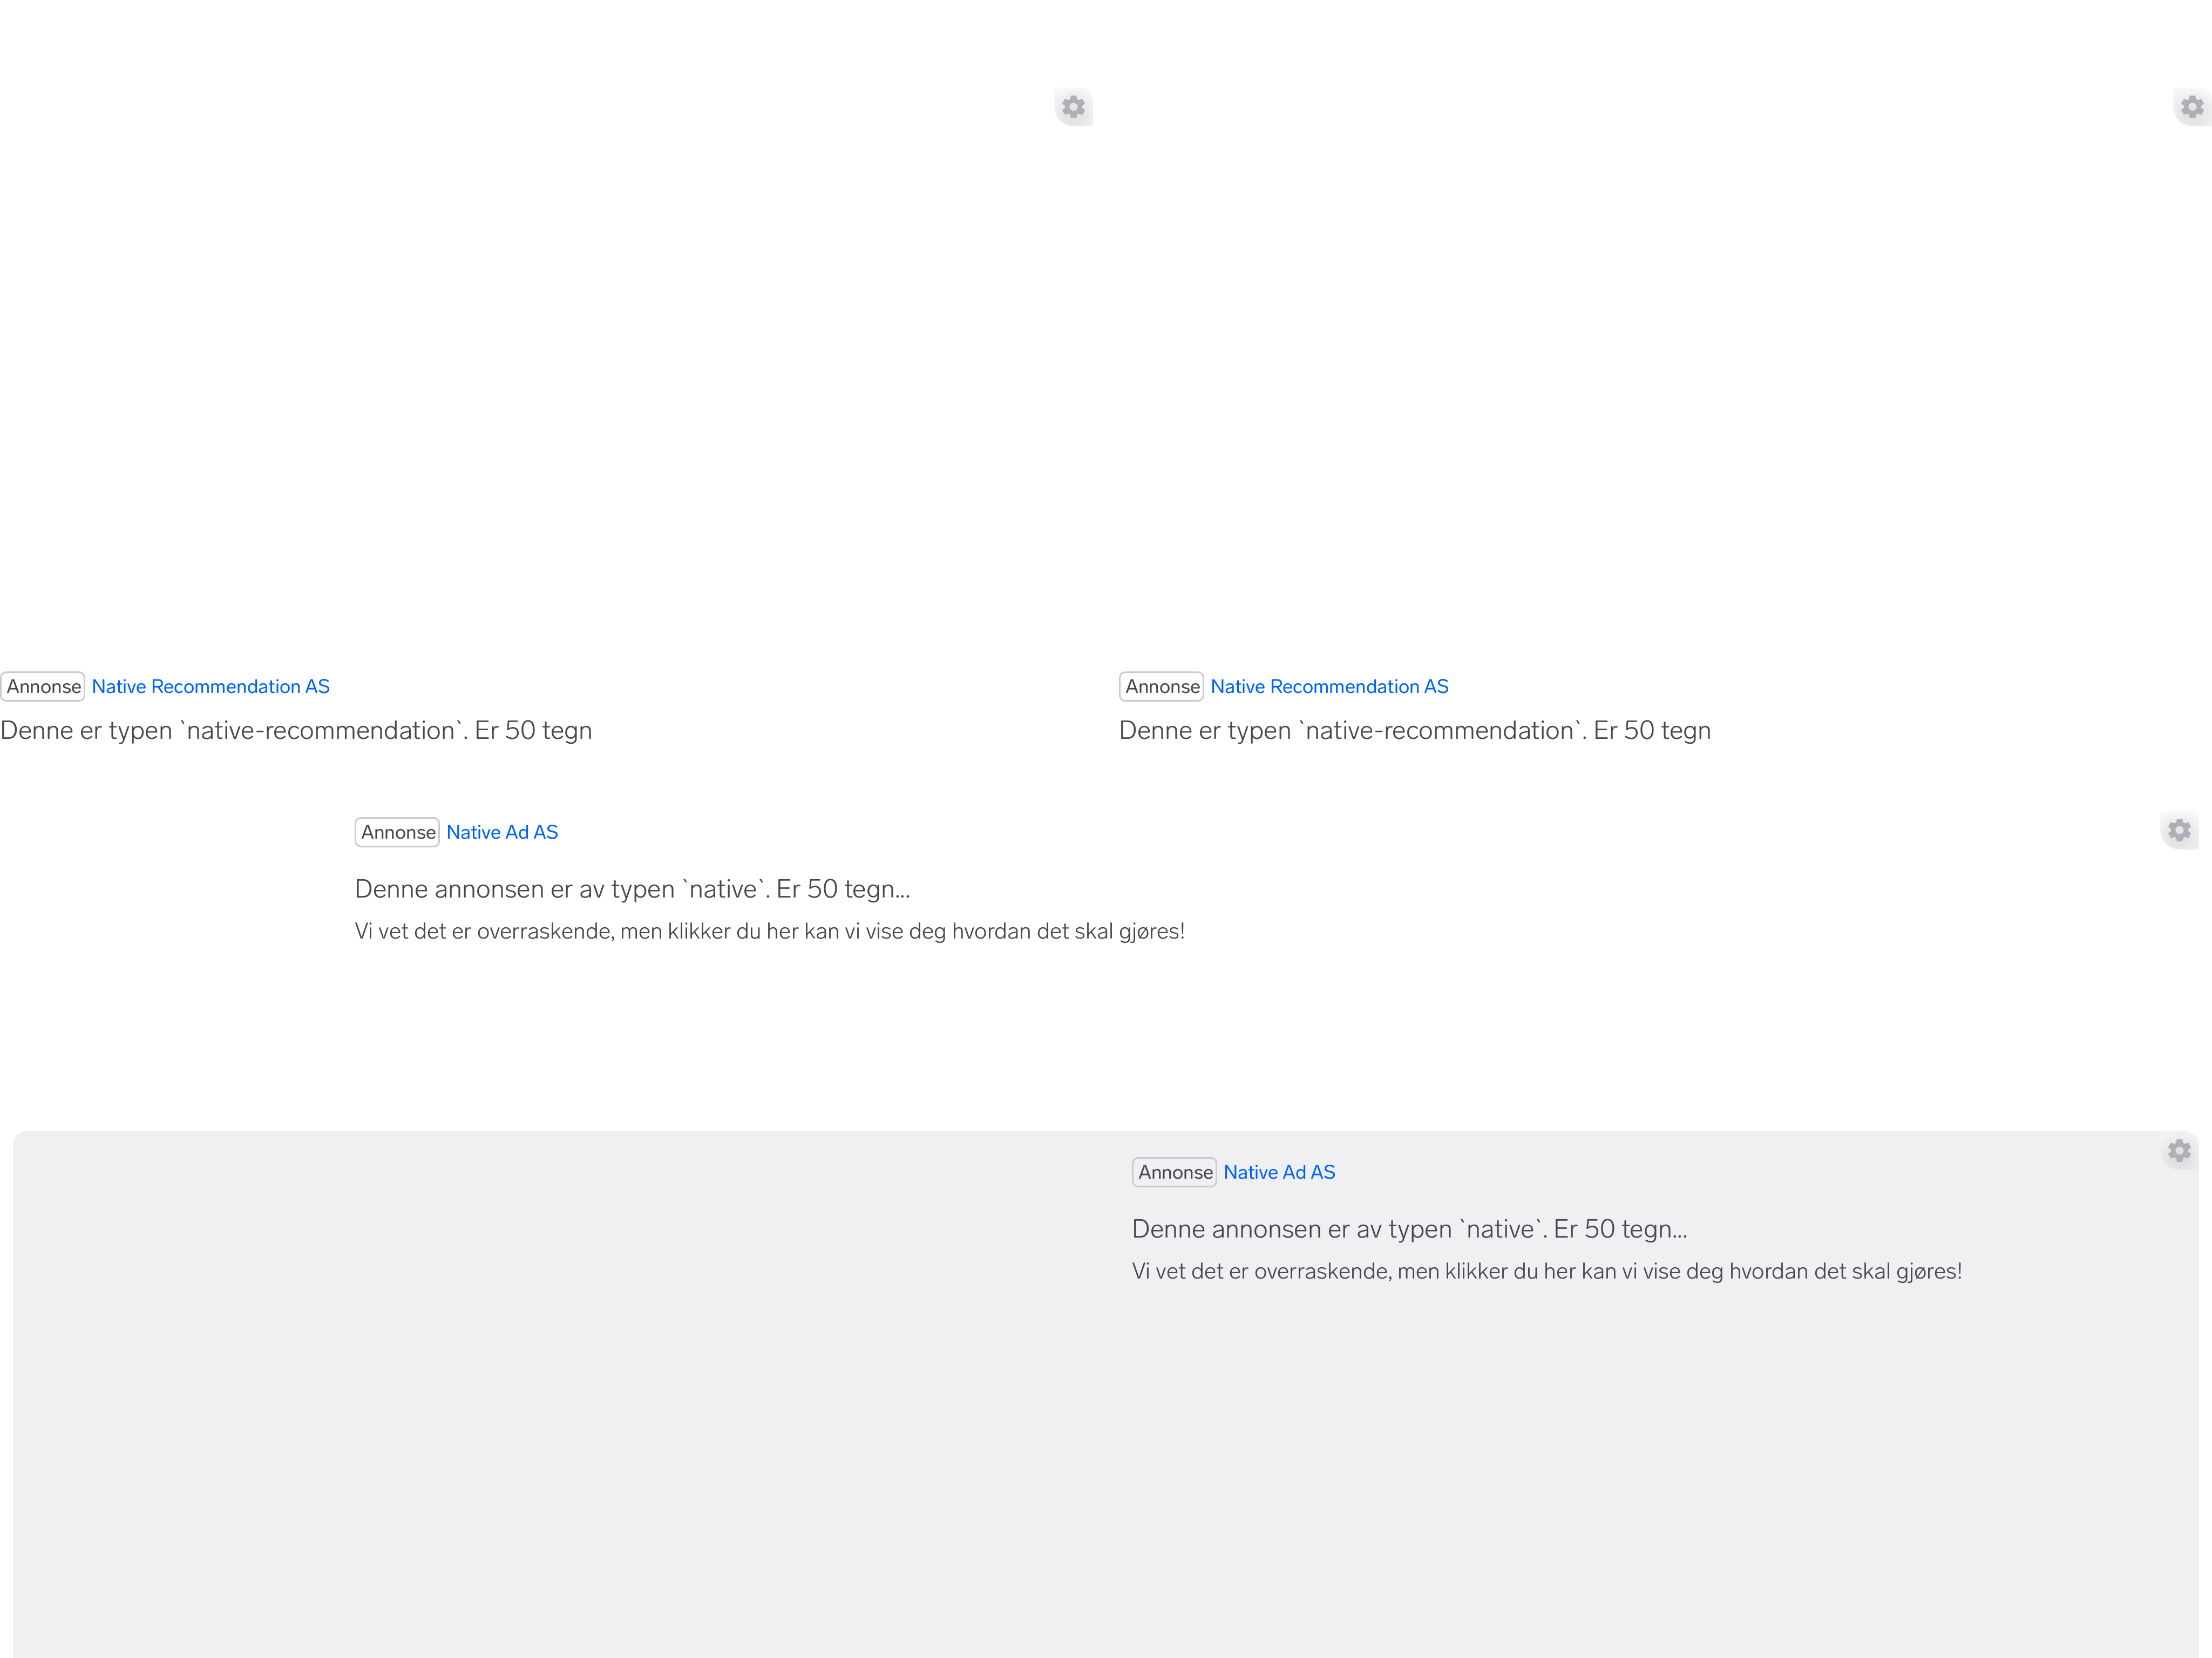 Annonse Native Recommendation AS
Denne er typen `native-recommendation`. Er 50 tegn
Annonse Native Recommendation AS
Denne er typen `native-recommendation`. Er 50 tegn
Annonse Native Ad AS
Denne annonsen er av typen `native`. Er 50 tegn...
Vi vet det er overraskende, men klikker du her kan vi vise deg hvordan det skal gjøres!
Annonse Native Ad AS
Denne annonsen er av typen `native`. Er 50 tegn...
Vi vet det er overraskende, men klikker du her kan vi vise deg hvordan det skal gjøres!